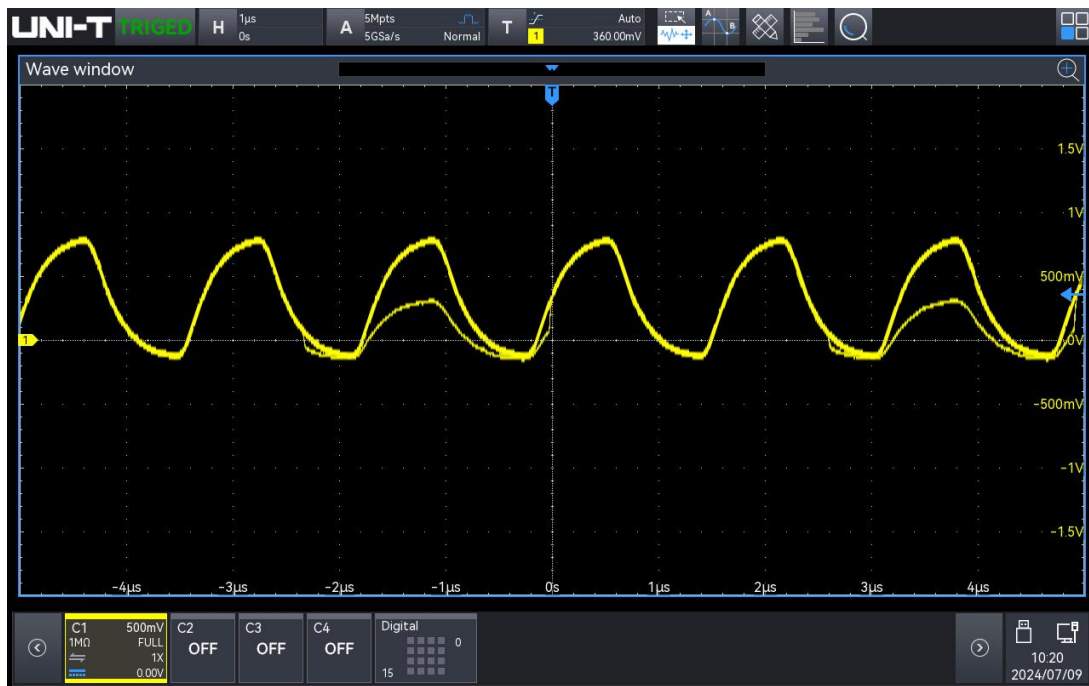 UNI-T TRIGED H 1µs 0s A 5Mpts 5GSa/s Normal T 1 Auto 360.00mV A B
Wave window
T
1.5V
1V
500mV
1
0V
-500mV
-1V
-1.5V
-4µs -3µs -2µs -1µs 0s 1µs 2µs 3µs 4µs
C1 500mV C2 C3 C4 Digital
1MΩ FULL OFF OFF OFF 0
1X
0.00V 15
10:20
2024/07/09